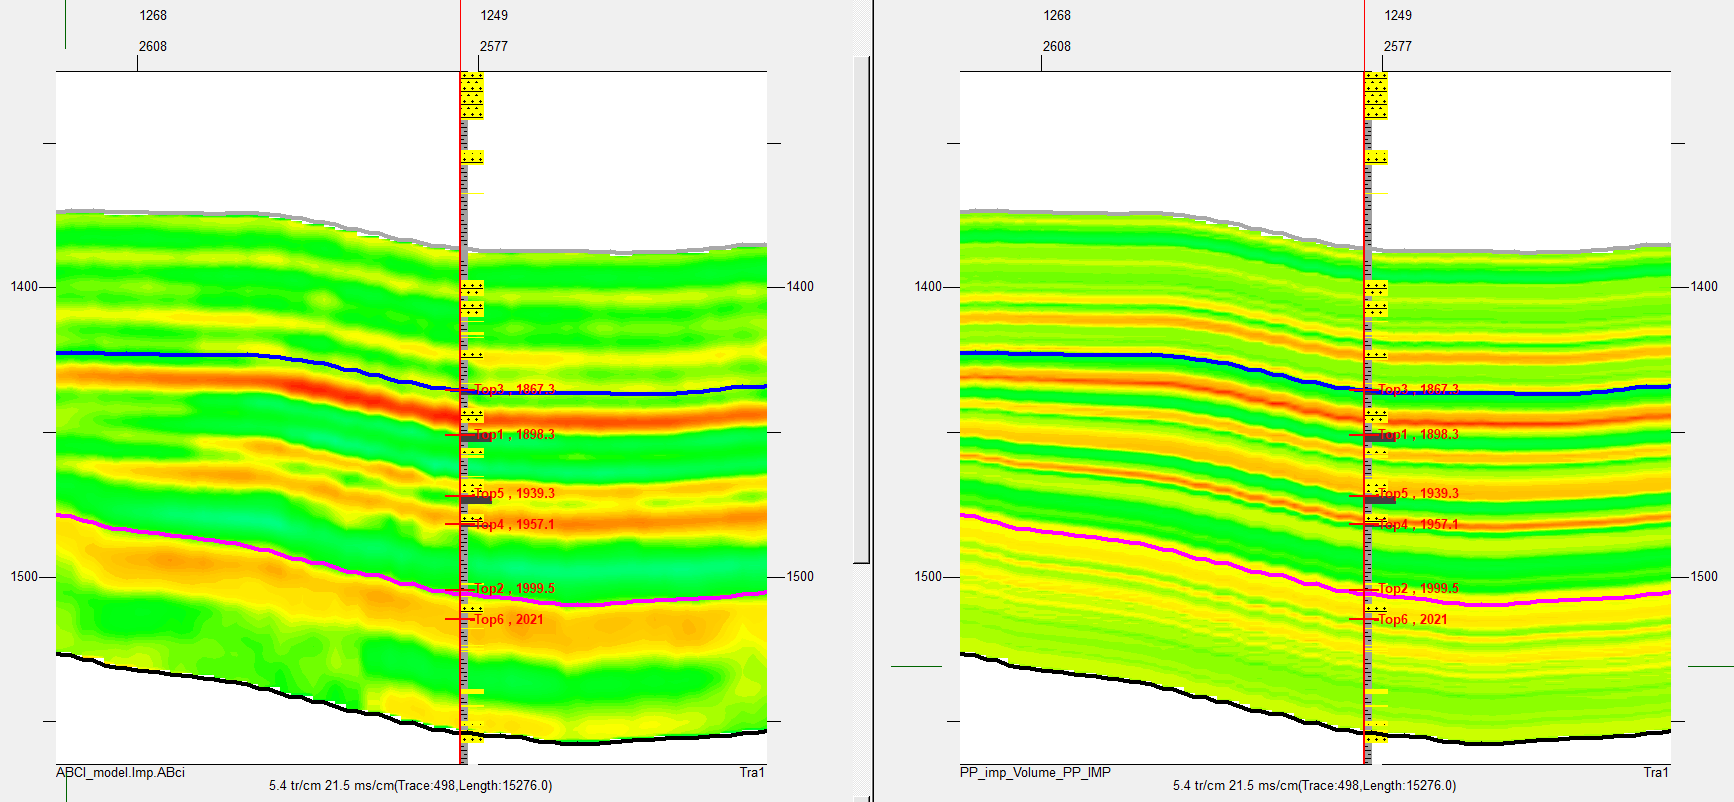 1268 1249
2608 2577
1400 1400
Top3 , 1867.3
Top1 , 1898.3
Top5 , 1939.3
Top4 , 1957.1
1500 1500
Top2 , 1999.5
Top6 , 2021
ABCI_model.Imp.ABci Tra1
5.4 tr/cm 21.5 ms/cm(Trace:498,Length:15276.0)
1268 1249
2608 2577
1400 1400
Top3 , 1867.3
Top1 , 1898.3
Top5 , 1939.3
Top4 , 1957.1
1500 1500
Top2 , 1999.5
Top6 , 2021
PP_imp_Volume_PP_IMP Tra1
5.4 tr/cm 21.5 ms/cm(Trace:498,Length:15276.0)